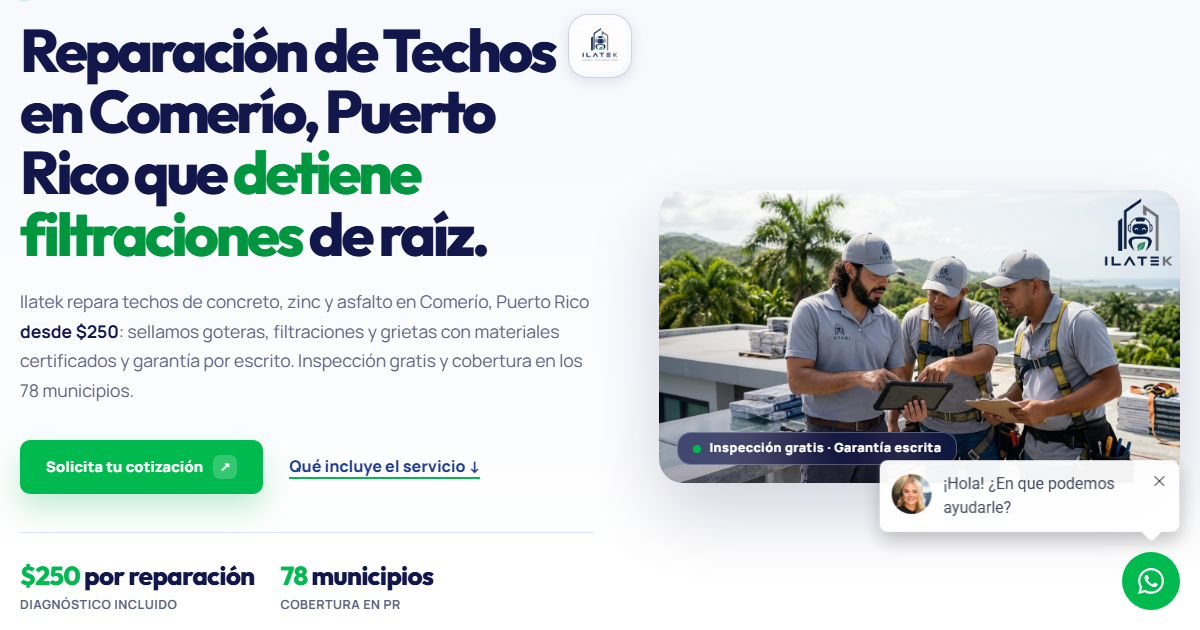 Reparación de Techos
en Comerío, Puerto
Rico que detiene
filtraciones de raíz.
ILATEK
Ilatek repara techos de concreto, zinc y asfalto en Comerío, Puerto Rico
desde $250: sellamos goteras, filtraciones y grietas con materiales
certificados y garantía por escrito. Inspección gratis y cobertura en los
78 municipios.
Solicita tu cotización ↗
Qué incluye el servicio ↓
$250 por reparación
DIAGNÓSTICO INCLUIDO
78 municipios
COBERTURA EN PR
ILATEK
Inspección gratis · Garantía escrita
¡Hola! ¿En que podemos
ayudarle?